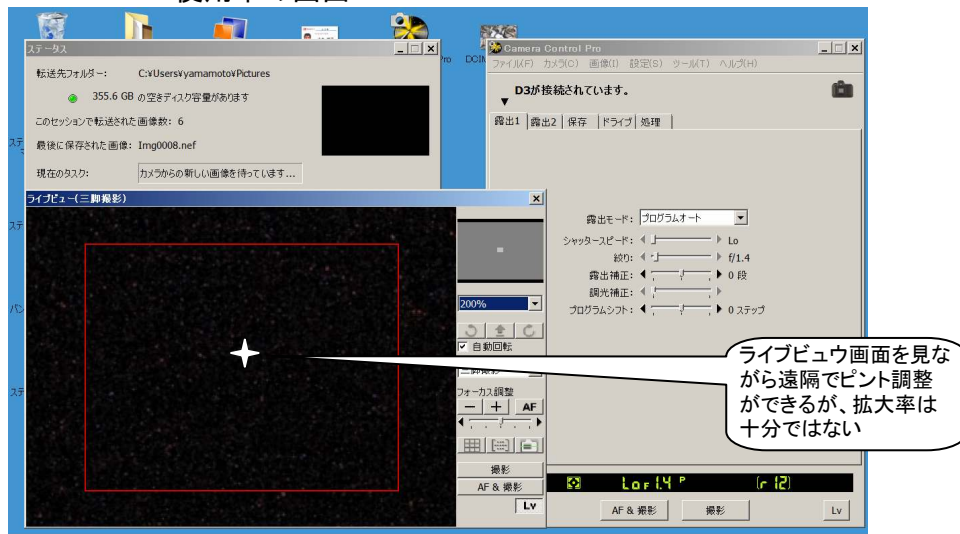 ステータス
転送先フォルダー: C:¥Users¥yamamoto¥Pictures
355.6 GB の空きディスク容量があります
このセッションで転送された画像数: 6
最後に保存された画像: Img0008.nef
現在のタスク: カメラからの新しい画像を待っています...
Pro
DCIM
Camera Control Pro
ファイル(F) カメラ(C) 画像(I) 設定(S) ツール(T) ヘルプ(H)
D3が接続されています。
露出1 露出2 保存 ドライブ 処理
露出モード: プログラムオート
シャッタースピード: Lo
絞り: f/1.4
露出補正: 0 段
調光補正:
プログラムシフト: 0 ステップ
Lo F1.4 P (r 12)
AF & 撮影 撮影 Lv
ライブビュー(三脚撮影)
200%
自動回転
三脚撮影
フォーカス調整
− + AF
撮影
AF & 撮影
Lv
ライブビュウ画面を見な
がら遠隔でピント調整
ができるが、拡大率は
十分ではない